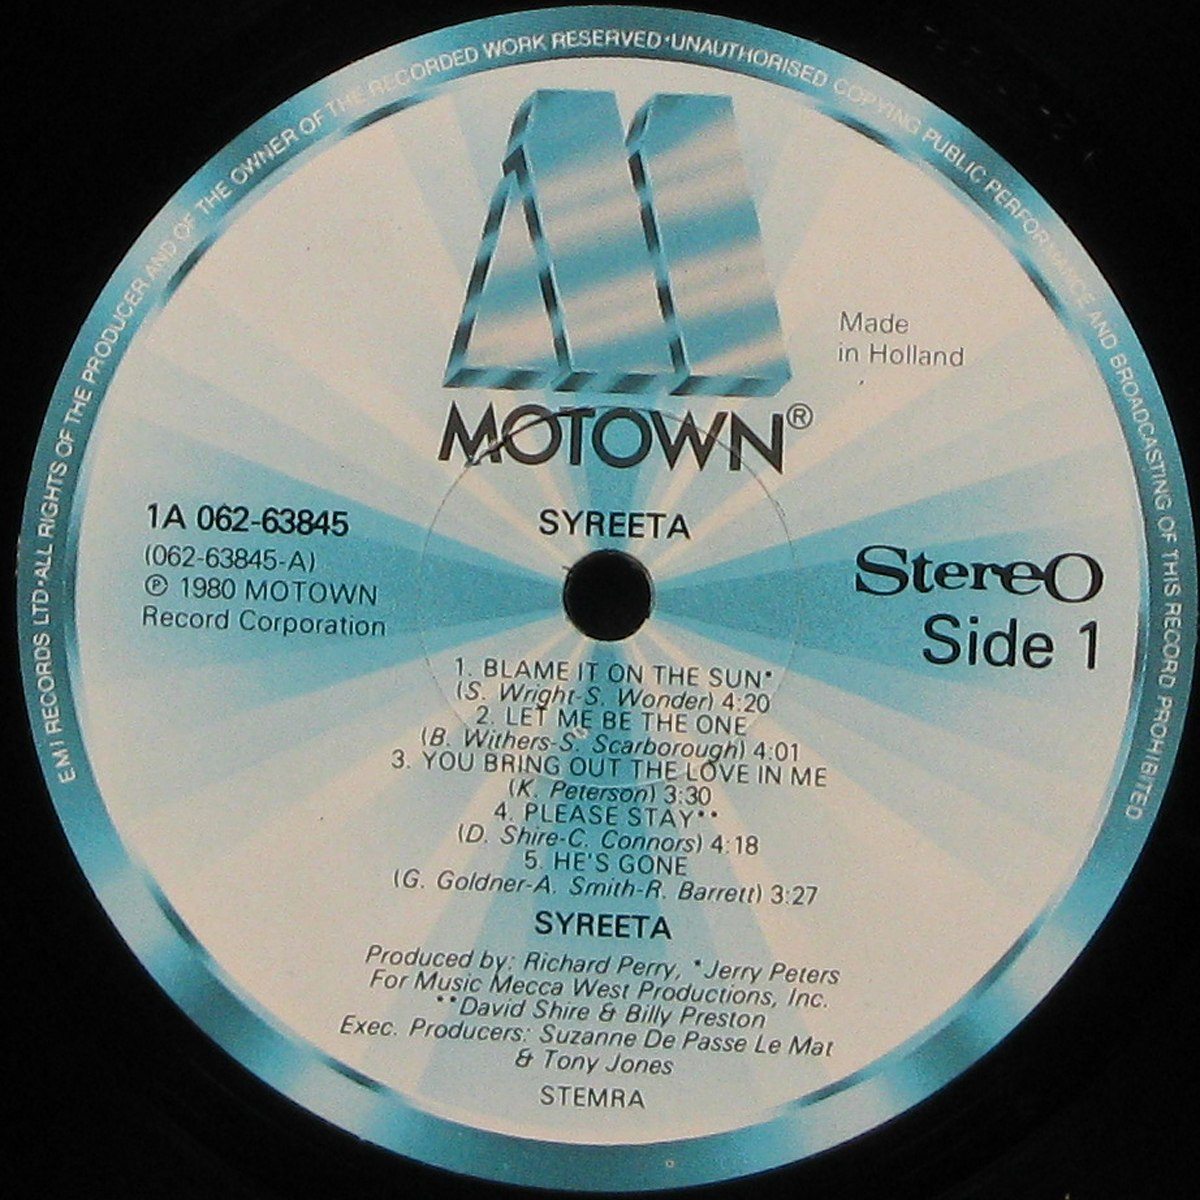 EMI RECORDS LTD•ALL RIGHTS OF THE PRODUCER AND OF THE OWNER OF THE RECORDED WORK RESERVED•UNAUTHORISED COPYING PUBLIC PERFORMANCE AND BROADCASTING OF THIS RECORD PROHIBITED
Made
in Holland
MOTOWN®
SYREETA
1A 062-63845
(062-63845-A)
℗ 1980 MOTOWN
Record Corporation
Stereo
Side 1
1. BLAME IT ON THE SUN*
(S. Wright-S. Wonder) 4:20
2. LET ME BE THE ONE
(B. Withers-S. Scarborough) 4:01
3. YOU BRING OUT THE LOVE IN ME
(K. Peterson) 3:30
4. PLEASE STAY**
(D. Shire-C. Connors) 4:18
5. HE'S GONE
(G. Goldner-A. Smith-R. Barrett) 3:27
SYREETA
Produced by: Richard Perry, *Jerry Peters
For Music Mecca West Productions, Inc.
**David Shire & Billy Preston
Exec. Producers: Suzanne De Passe Le Mat
& Tony Jones
STEMRA